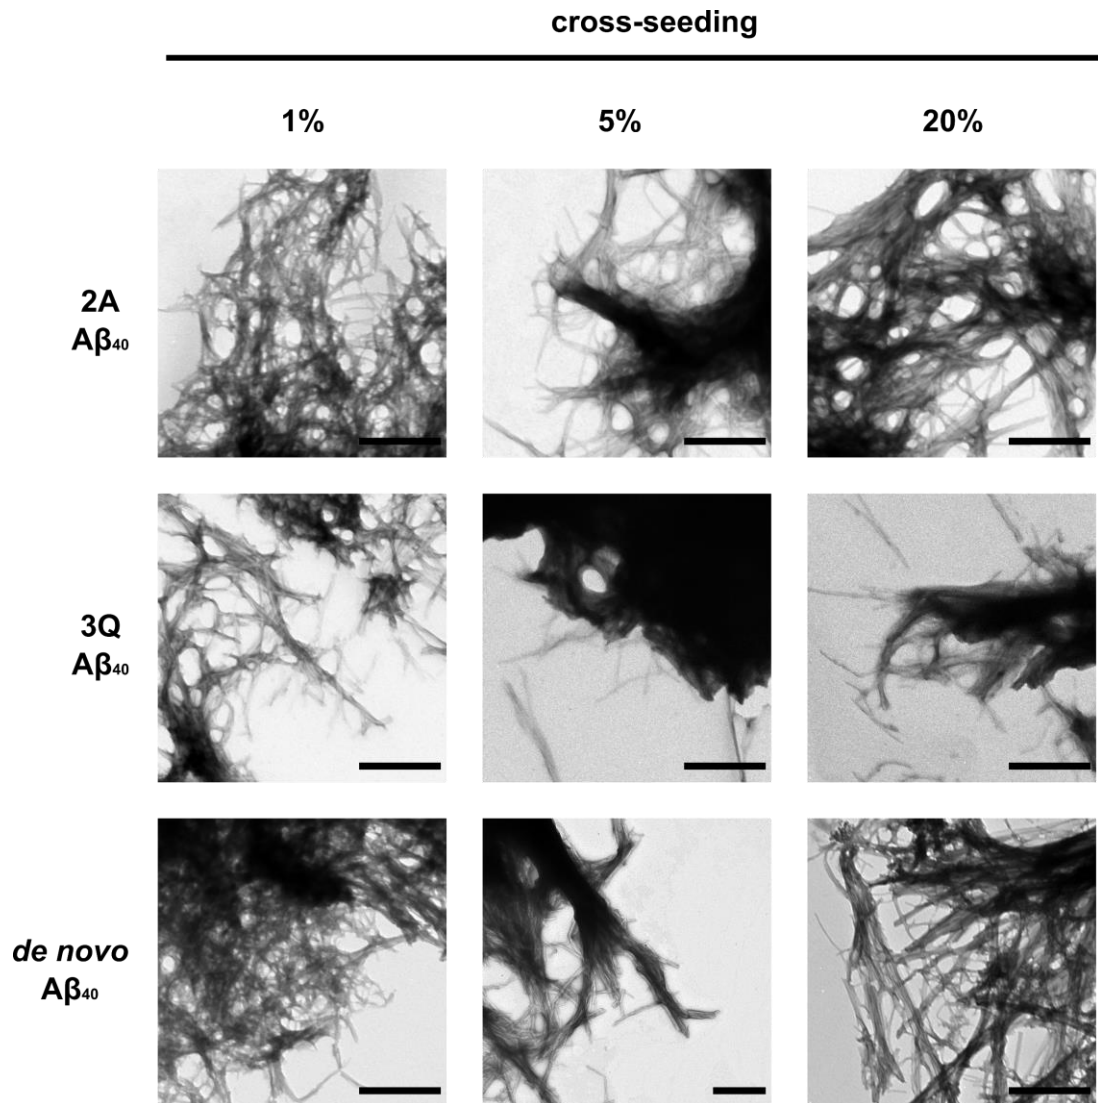 cross-seeding
1% 5% 20%
2A
Aβ₄₀
3Q
Aβ₄₀
de novo
Aβ₄₀